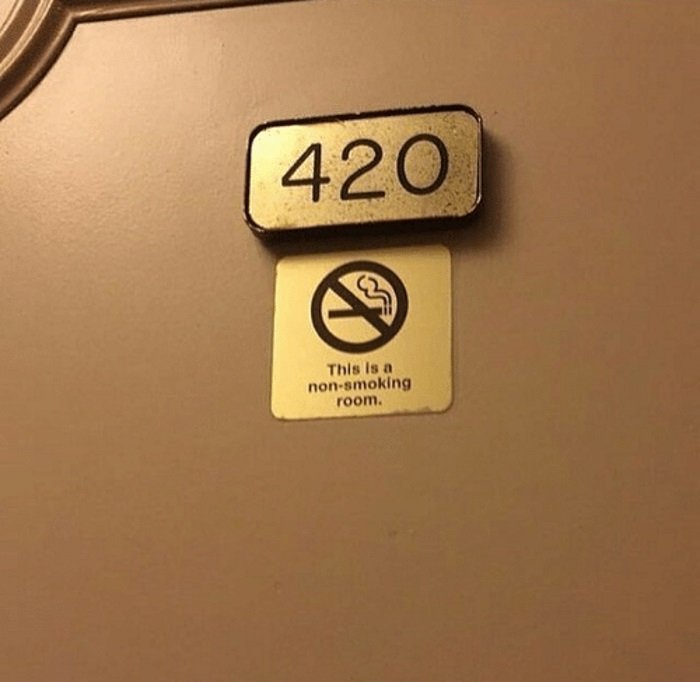 420
This is a
non-smoking
room.